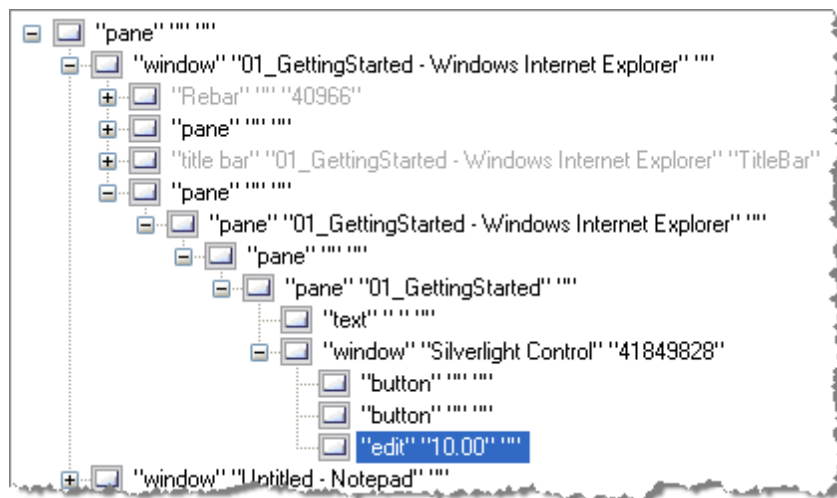 "pane" "" ""
"window" "01_GettingStarted - Windows Internet Explorer" ""
"Rebar" "" "40966"
"pane" "" ""
"title bar" "01_GettingStarted - Windows Internet Explorer" "TitleBar"
"pane" "" ""
"pane" "01_GettingStarted - Windows Internet Explorer" ""
"pane" "" ""
"pane" "01_GettingStarted" ""
"text" " " ""
"window" "Silverlight Control" "41849828"
"button" "" ""
"button" "" ""
"edit" "10.00" ""
"window" "Untitled - Notepad" ""